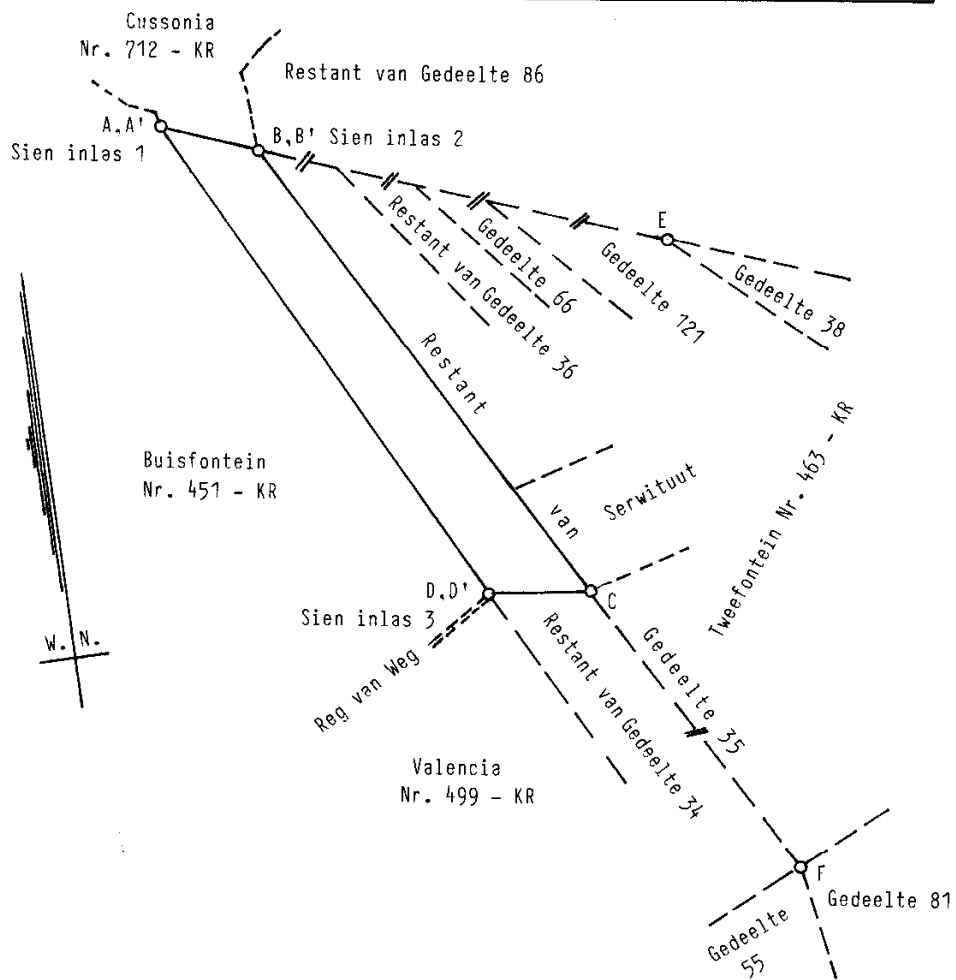 Cussonia
Nr. 712 - KR
Restant van Gedeelte 86
A,A'
Sien inlas 1
B,B' Sien inlas 2
E
Restant van Gedeelte 36
Gedeelte 66
Gedeelte 121
Gedeelte 38
Restant van Gedeelte 35
Buisfontein
Nr. 451 - KR
Serwituut
Tweefontein Nr. 463 - KR
W. N.
D,D'
Sien inlas 3
C
Reg van Weg
Restant van Gedeelte 34
Valencia
Nr. 499 - KR
F
Gedeelte 81
Gedeelte
55